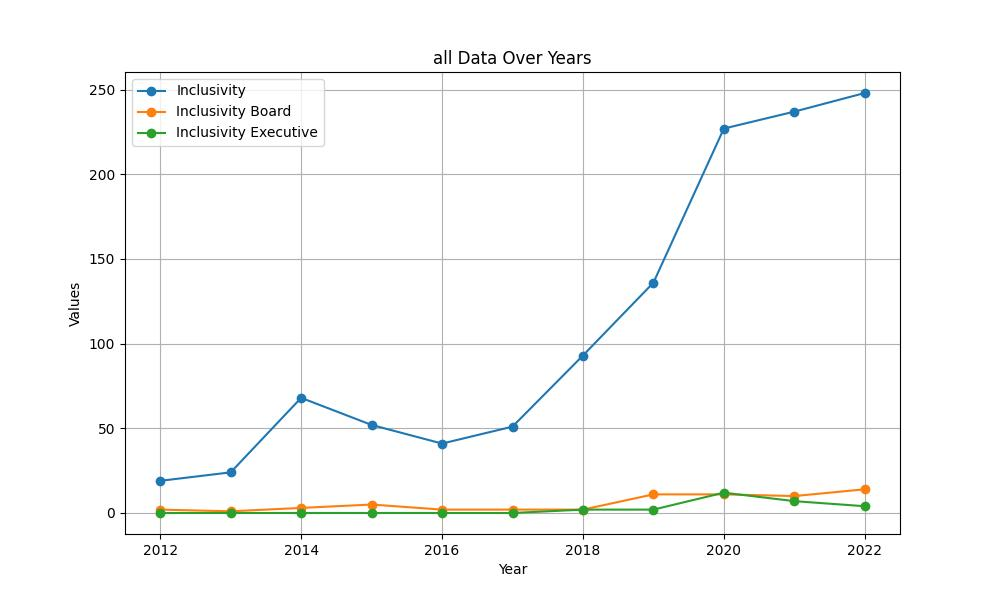 all Data Over Years
Inclusivity
Inclusivity Board
Inclusivity Executive
250
200
150
100
50
0
Values
2012
2014
2016
2018
2020
2022
Year